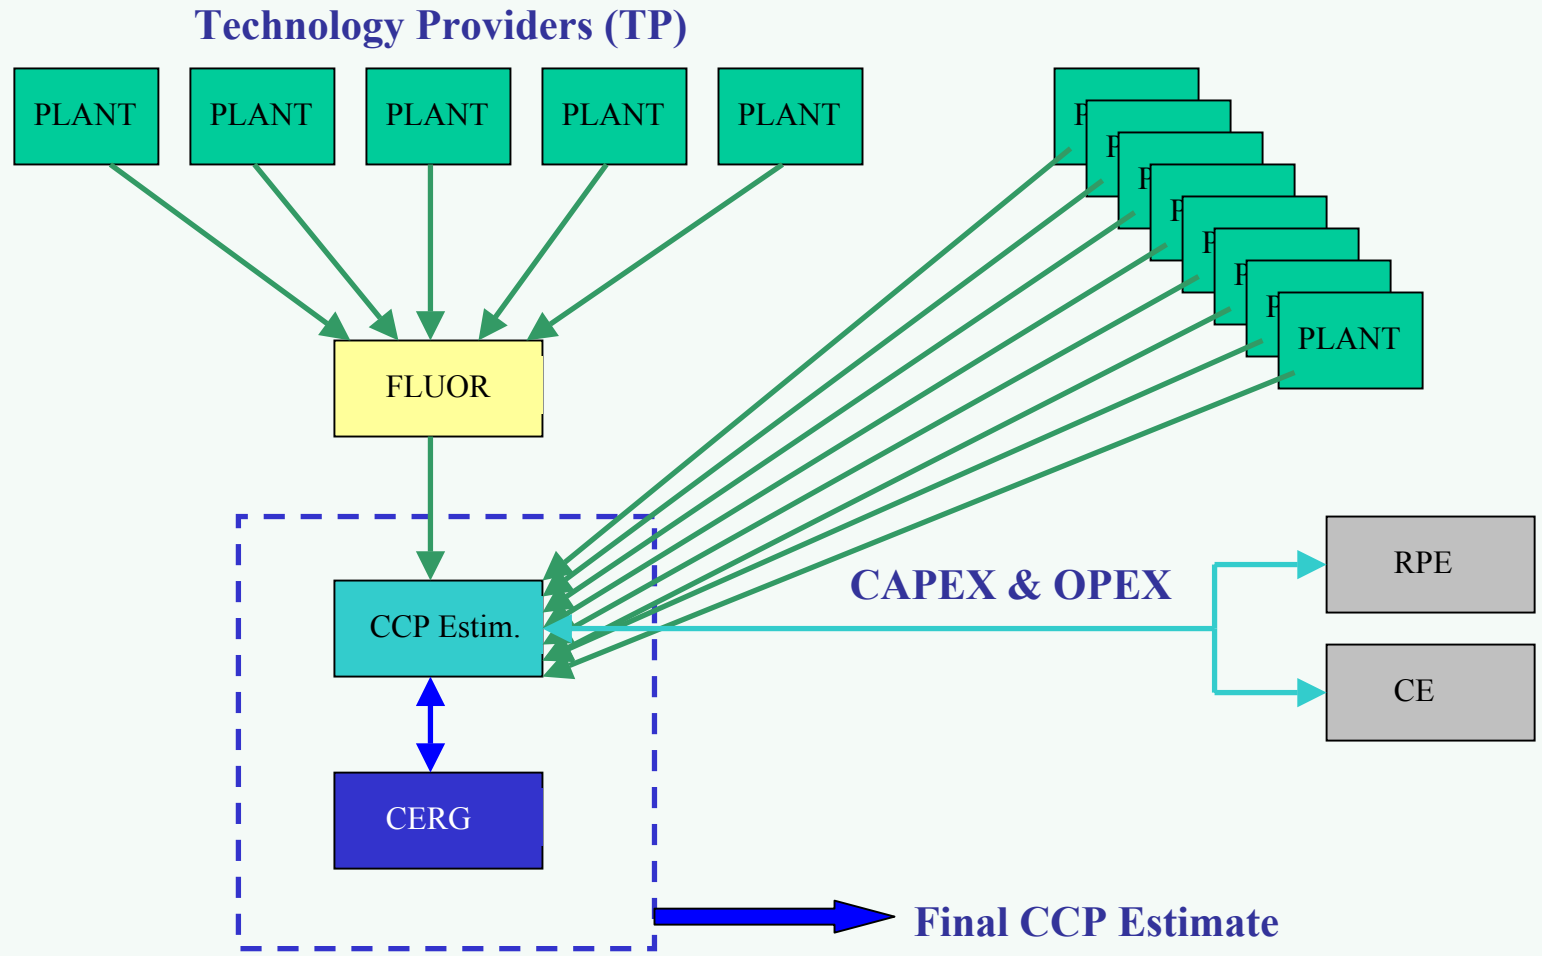 Technology Providers (TP)
PLANT PLANT PLANT PLANT PLANT
P
P
P
P
P
P
P
PLANT
FLUOR
RPE
CAPEX & OPEX
CCP Estim.
CE
CERG
Final CCP Estimate